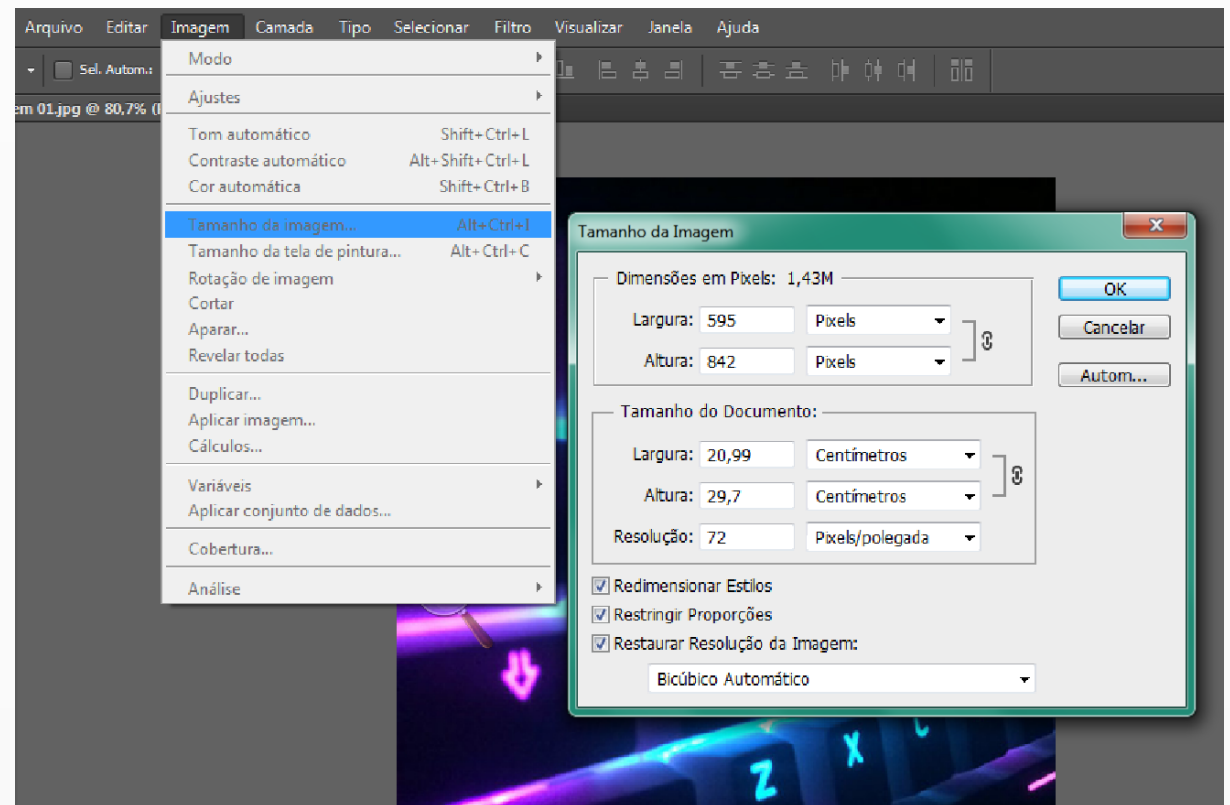 Arquivo Editar Imagem Camada Tipo Selecionar Filtro Visualizar Janela Ajuda
Sel. Autom.:
em 01.jpg @ 80,7% (
Modo
Ajustes
Tom automático Shift+Ctrl+L
Contraste automático Alt+Shift+Ctrl+L
Cor automática Shift+Ctrl+B
Tamanho da imagem... Alt+Ctrl+I
Tamanho da tela de pintura... Alt+Ctrl+C
Rotação de imagem
Cortar
Aparar...
Revelar todas
Duplicar...
Aplicar imagem...
Cálculos...
Variáveis
Aplicar conjunto de dados...
Cobertura...
Análise
Tamanho da Imagem
Dimensões em Pixels: 1,43M
Largura: 595 Pixels
Altura: 842 Pixels
OK
Cancelar
Autom...
Tamanho do Documento:
Largura: 20,99 Centímetros
Altura: 29,7 Centímetros
Resolução: 72 Pixels/polegada
Redimensionar Estilos
Restringir Proporções
Restaurar Resolução da Imagem:
Bicúbico Automático
Z X